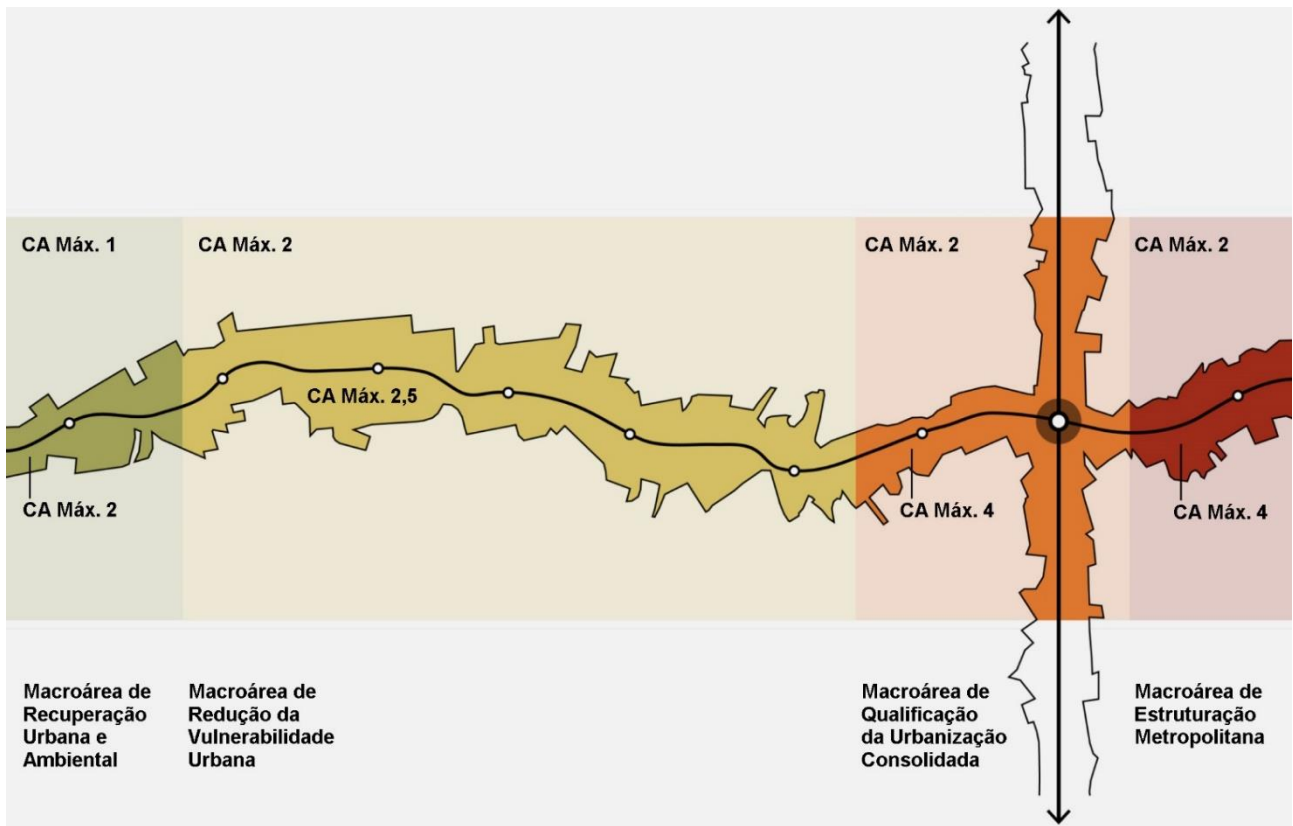 CA Máx. 1
CA Máx. 2
CA Máx. 2
CA Máx. 2
CA Máx. 2,5
CA Máx. 2
CA Máx. 4
CA Máx. 4
Macroárea de
Recuperação
Urbana e
Ambiental
Macroárea de
Redução da
Vulnerabilidade
Urbana
Macroárea de
Qualificação
da Urbanização
Consolidada
Macroárea de
Estruturação
Metropolitana